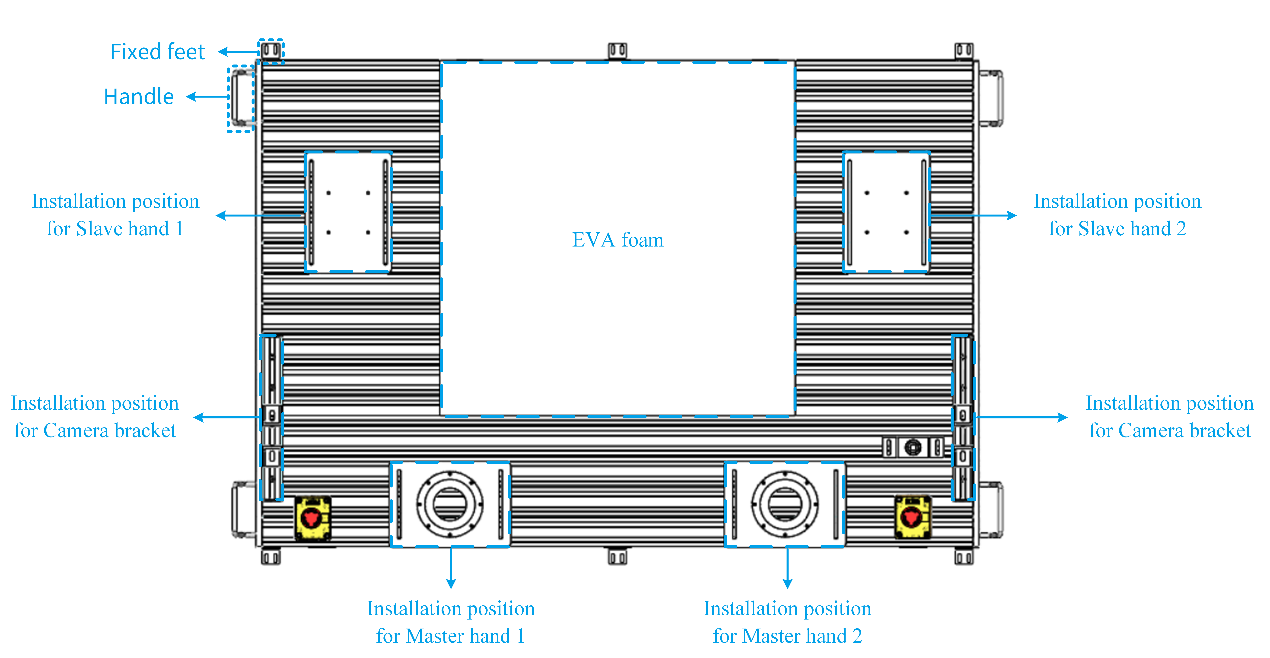 Fixed feet
Handle
Installation position
for Slave hand 1
EVA foam
Installation position
for Slave hand 2
Installation position
for Camera bracket
Installation position
for Camera bracket
Installation position
for Master hand 1
Installation position
for Master hand 2